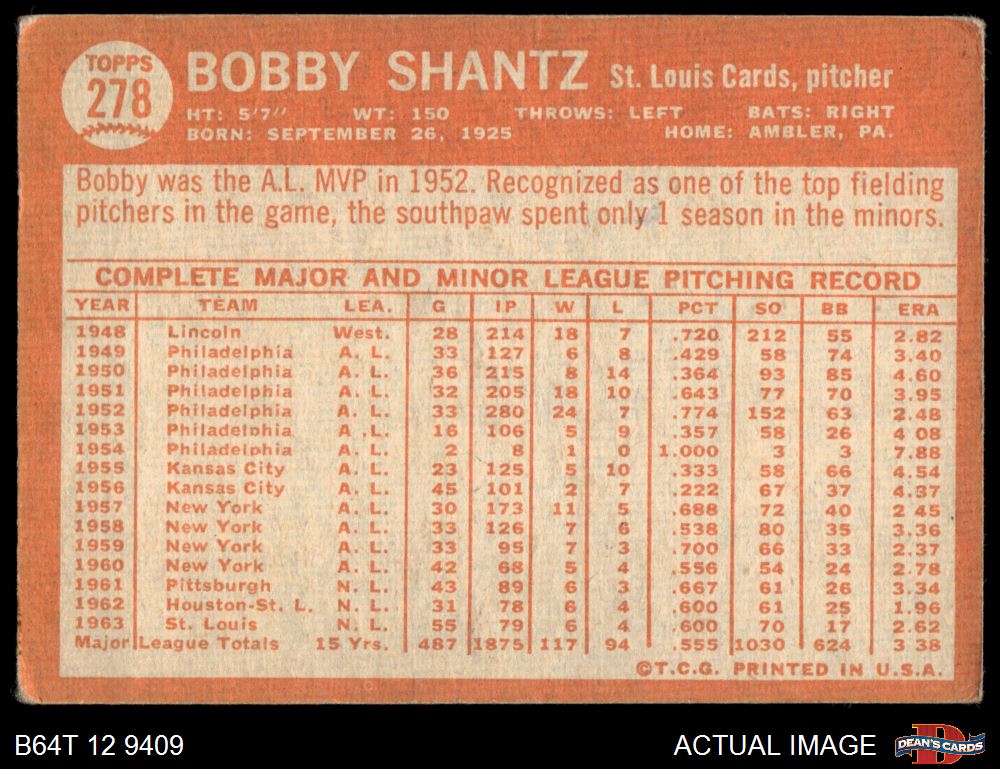 TOPPS
278
BOBBY SHANTZ St. Louis Cards, pitcher
HT: 5'7" WT: 150 THROWS: LEFT BATS: RIGHT
BORN: SEPTEMBER 26, 1925 HOME: AMBLER, PA.
Bobby was the A.L. MVP in 1952. Recognized as one of the top fielding
pitchers in the game, the southpaw spent only 1 season in the minors.
COMPLETE MAJOR AND MINOR LEAGUE PITCHING RECORD
YEAR TEAM LEA. G IP W L PCT SO BB ERA
1948 Lincoln West. 28 214 18 7 .720 212 55 2.82
1949 Philadelphia A. L. 33 127 6 8 .429 58 74 3.40
1950 Philadelphia A. L. 36 215 8 14 .364 93 85 4.60
1951 Philadelphia A. L. 32 205 18 10 .643 77 70 3.95
1952 Philadelphia A. L. 33 280 24 7 .774 152 63 2.48
1953 Philadelphia A .L. 16 106 5 9 .357 58 26 4 08
1954 Philadelphia A. L. 2 8 1 0 1.000 3 3 7.88
1955 Kansas City A. L. 23 125 5 10 .333 58 66 4.54
1956 Kansas City A. L. 45 101 2 7 .222 67 37 4.37
1957 New York A. L. 30 173 11 5 .688 72 40 2 45
1958 New York A. L. 33 126 7 6 .538 80 35 3.36
1959 New York A. L. 33 95 7 3 .700 66 33 2.37
1960 New York A. L. 42 68 5 4 .556 54 24 2.78
1961 Pittsburgh N. L. 43 89 6 3 .667 61 26 3.34
1962 Houston-St. L. N. L. 31 78 6 4 .600 61 25 1.96
1963 St. Louis N. L. 55 79 6 4 .600 70 17 2.62
Major League Totals 15 Yrs. 487 1875 117 94 .555 1030 624 3 38
©T.C.G. PRINTED IN U.S.A.
B64T 12 9409 ACTUAL IMAGE DEAN'S CARDS